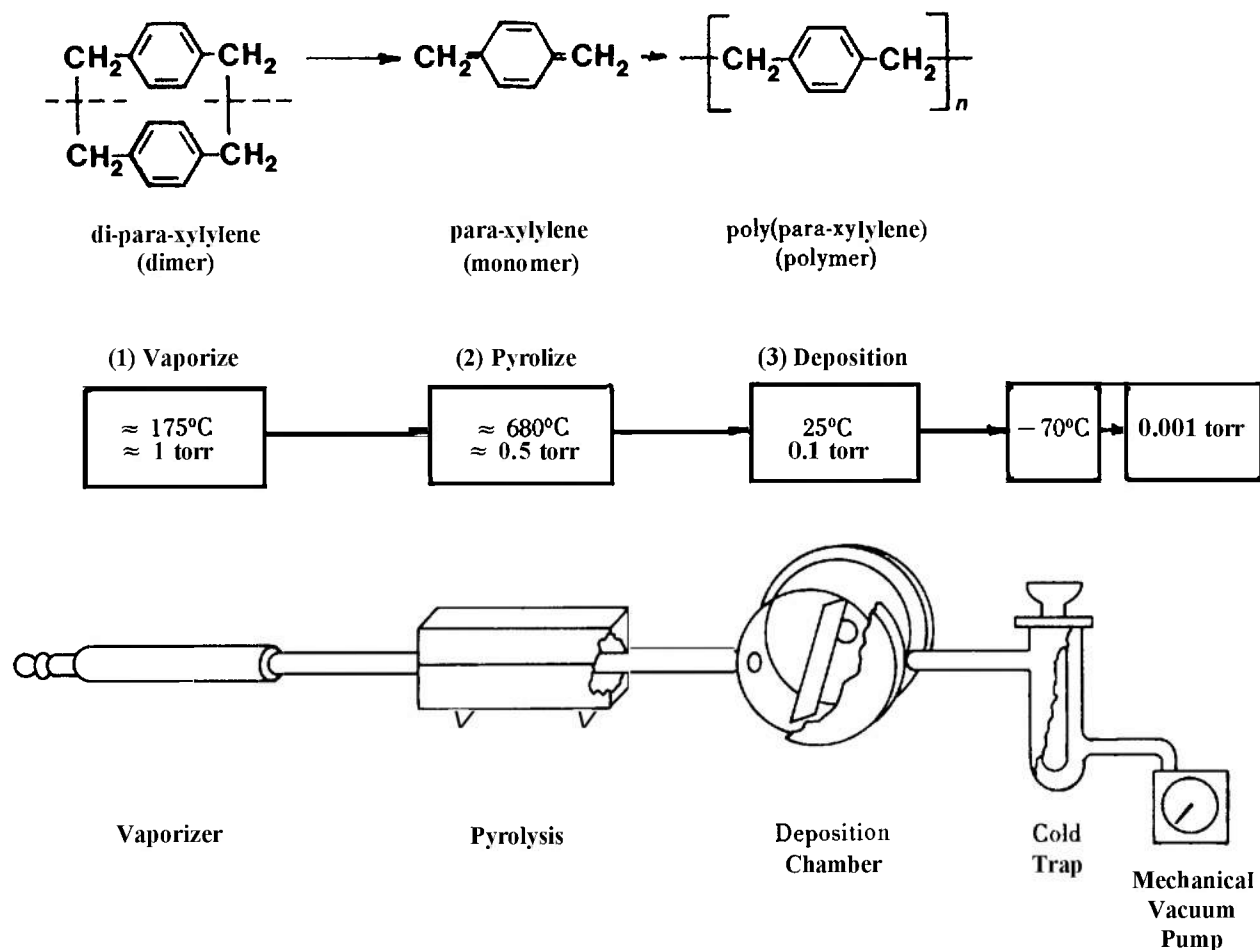 CH₂ CH₂
CH₂ CH₂
CH₂ CH₂
CH₂ CH₂
n
di-para-xylylene
(dimer)
para-xylylene
(monomer)
poly(para-xylylene)
(polymer)
(1) Vaporize
(2) Pyrolize
(3) Deposition
≈ 175°C
≈ 1 torr
≈ 680°C
≈ 0.5 torr
25°C
0.1 torr
−70°C
0.001 torr
Vaporizer
Pyrolysis
Deposition
Chamber
Cold
Trap
Mechanical
Vacuum
Pump